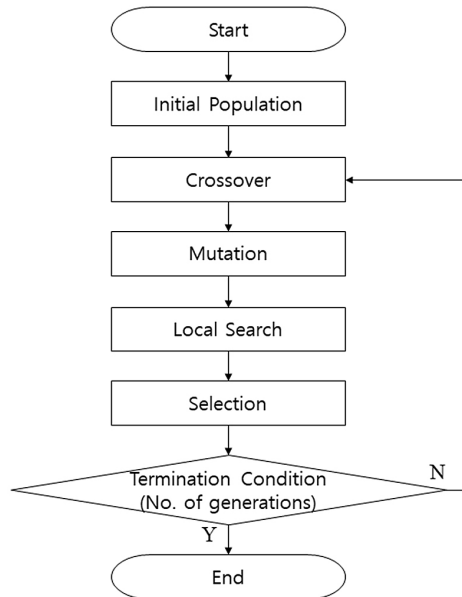 Start
Initial Population
Crossover
Mutation
Local Search
Selection
Termination Condition
(No. of generations)
N
Y
End